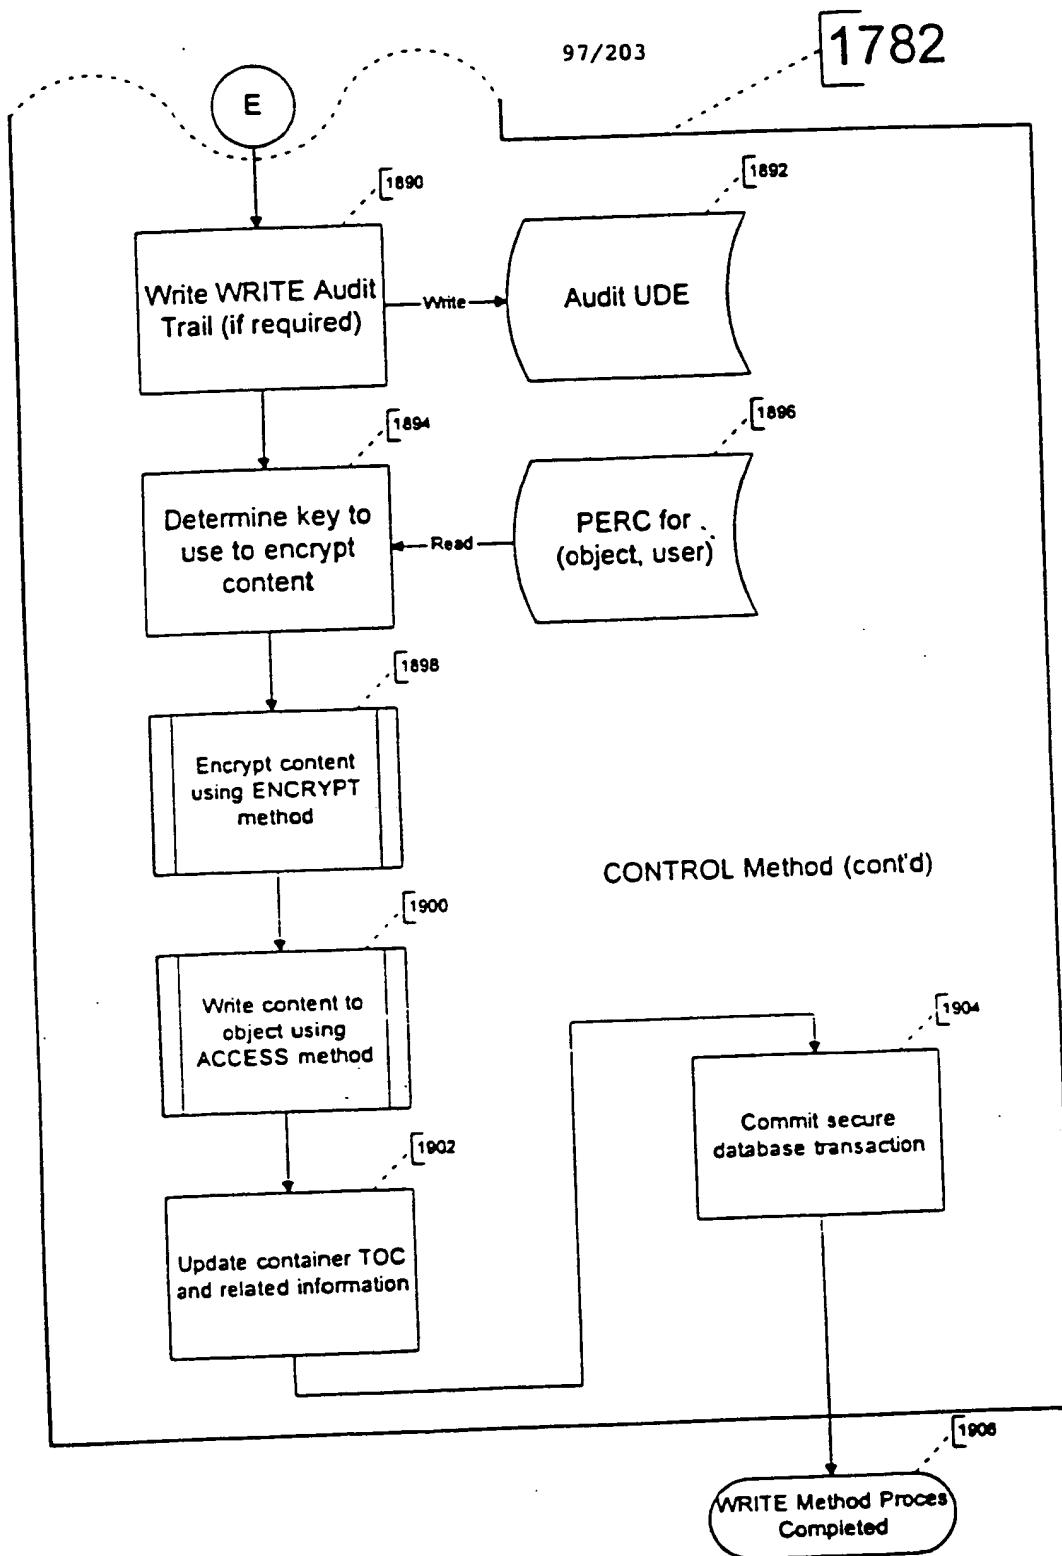 97/203
1782
E
1890
1892
Write WRITE Audit
Trail (if required)
Write
Audit UDE
1894
1896
Determine key to
use to encrypt
content
Read
PERC for
(object, user)
1898
Encrypt content
using ENCRYPT
method
CONTROL Method (cont'd)
1900
Write content to
object using
ACCESS method
1904
Commit secure
database transaction
1902
Update container TOC
and related information
1906
WRITE Method Proces
Completed